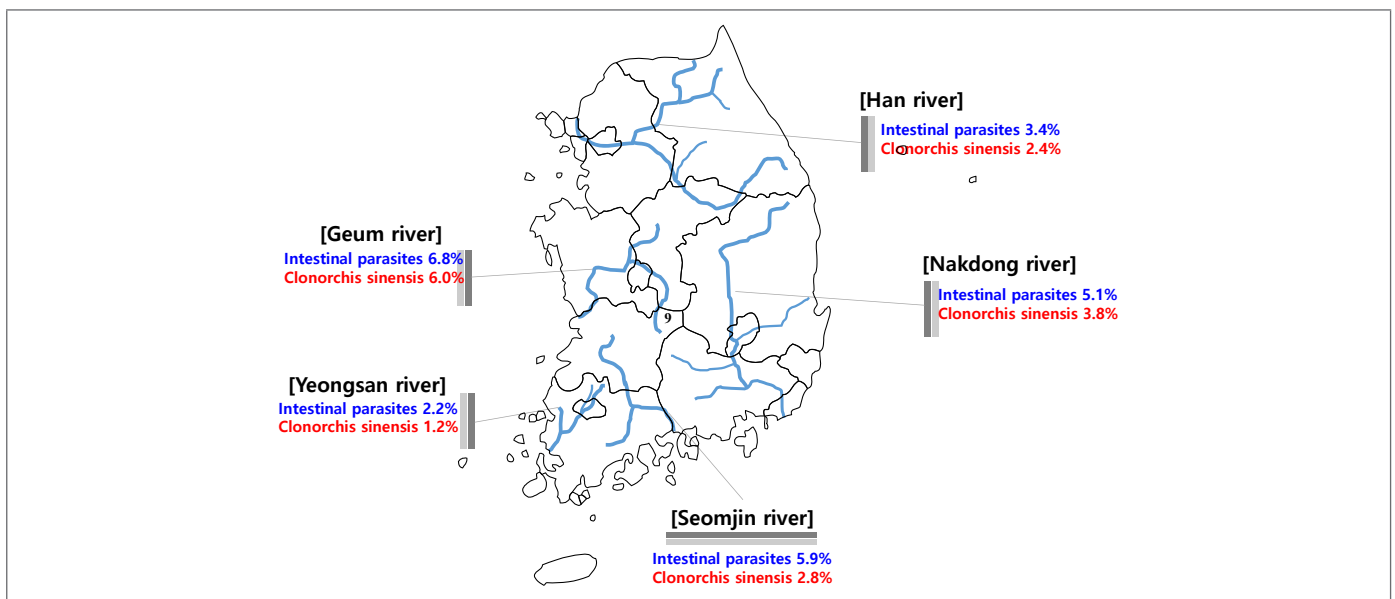 [Han river]
Intestinal parasites 3.4%
Clonorchis sinensis 2.4%
[Geum river]
Intestinal parasites 6.8%
Clonorchis sinensis 6.0%
[Nakdong river]
Intestinal parasites 5.1%
Clonorchis sinensis 3.8%
9
[Yeongsan river]
Intestinal parasites 2.2%
Clonorchis sinensis 1.2%
[Seomjin river]
Intestinal parasites 5.9%
Clonorchis sinensis 2.8%